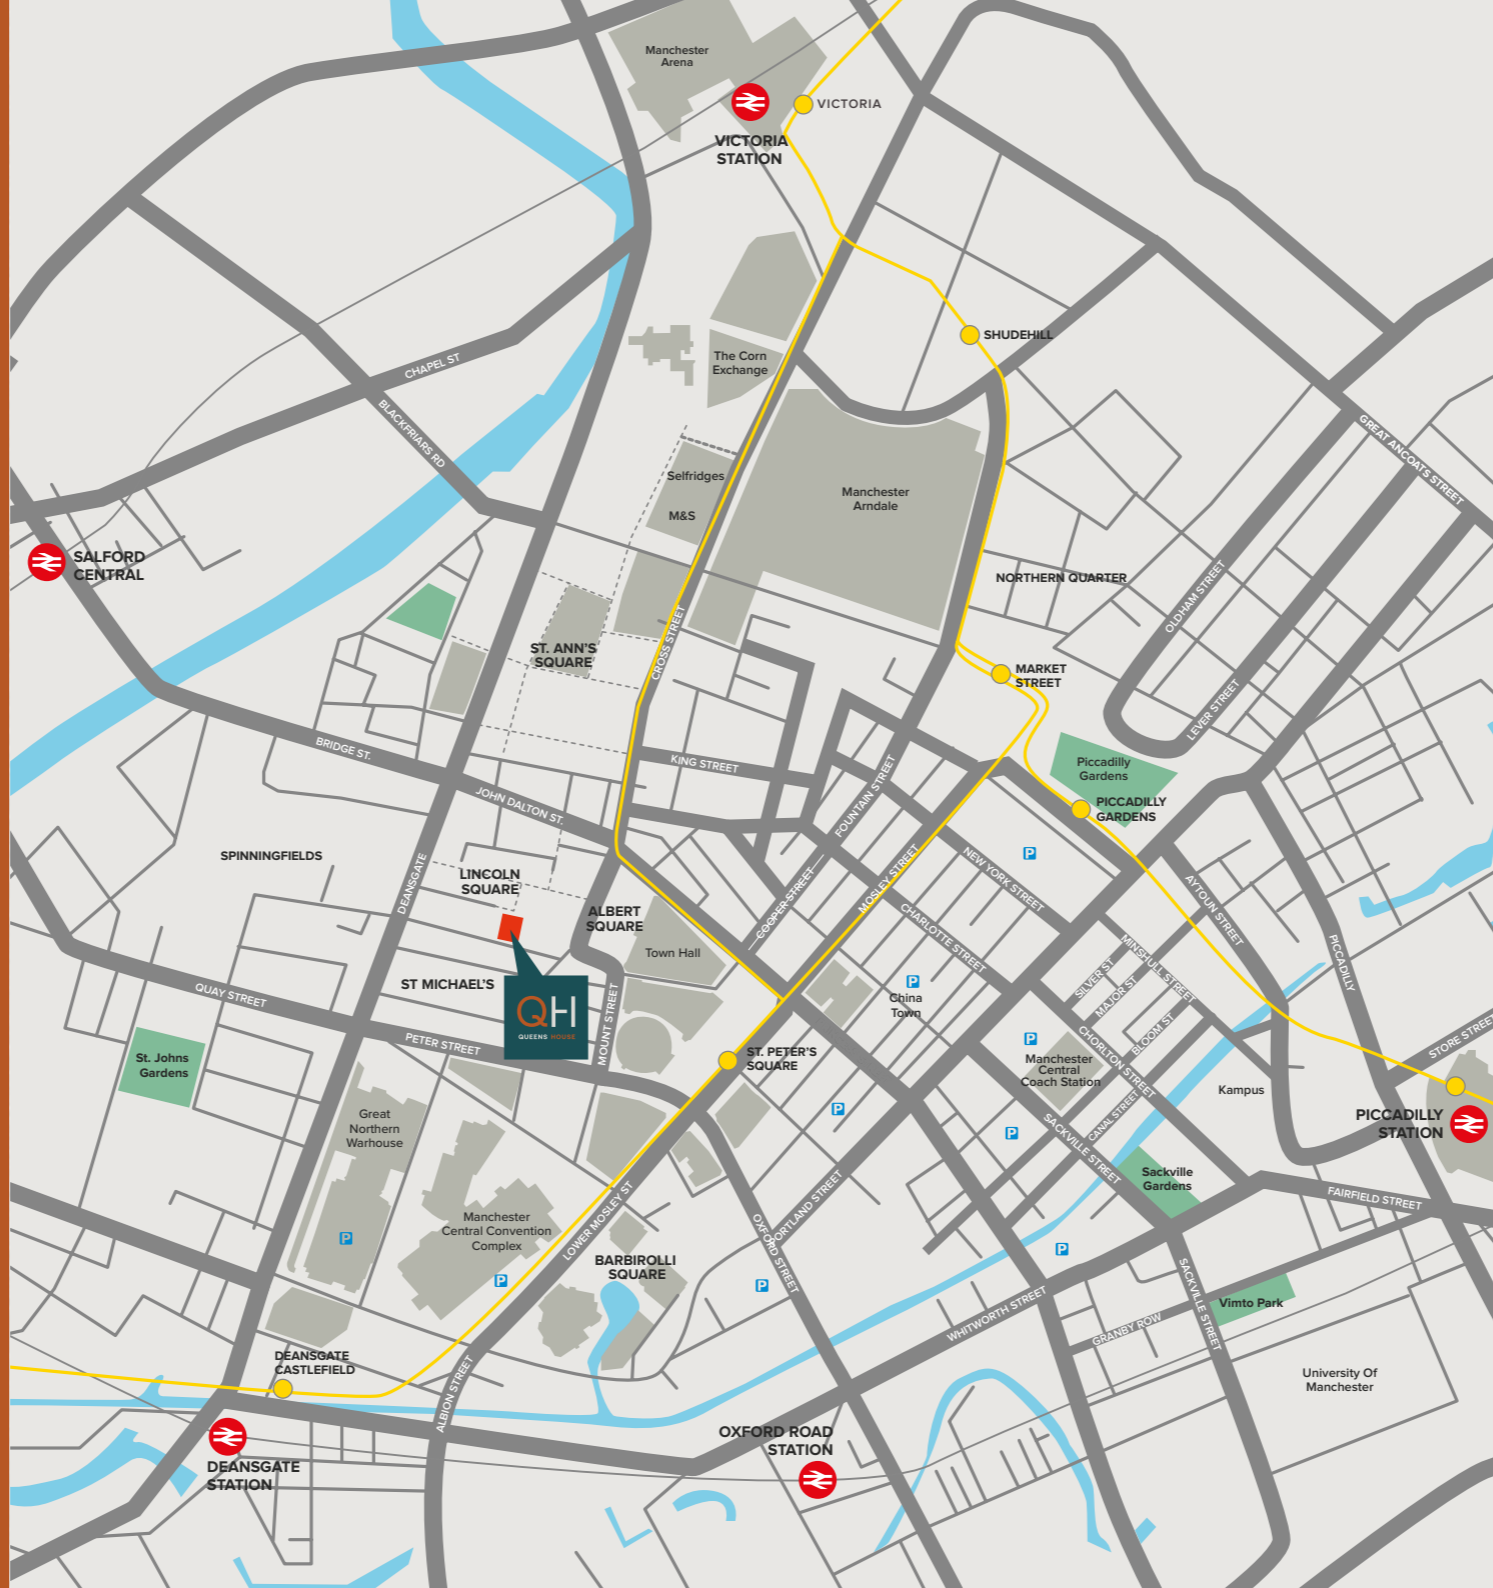 Manchester
Arena
VICTORIA
VICTORIA
STATION
SHUDEHILL
CHAPEL ST
The Corn
Exchange
BLACKFRIARS RD
GREAT ANCOATS STREET
Selfridges
M&S
Manchester
Arndale
SALFORD
CENTRAL
NORTHERN QUARTER
OLDHAM STREET
CROSS STREET
ST. ANN'S
SQUARE
MARKET
STREET
LEVER STREET
BRIDGE ST.
KING STREET
Piccadilly
Gardens
PICCADILLY
GARDENS
JOHN DALTON ST.
FOUNTAIN STREET
SPINNINGFIELDS
DEANSGATE
LINCOLN
SQUARE
MOSLEY STREET
NEW YORK STREET
COOPER STREET
ALBERT
SQUARE
Town Hall
CHARLOTTE STREET
AYTOUN STREET
PICCADILLY
MINSHULL STREET
SILVER ST
MAJOR ST
BLOOM ST
QUAY STREET
ST MICHAEL'S
QH
QUEENS HOUSE
MOUNT STREET
P
P
China
Town
PETER STREET
St. Johns
Gardens
ST. PETER'S
SQUARE
P
Manchester
Central
Coach Station
CHORLTON STREET
STORE STREET
Kampus
CANAL STREET
PICCADILLY
STATION
Great
Northern
Warhouse
P
P
SACKVILLE STREET
Sackville
Gardens
FAIRFIELD STREET
PORTLAND STREET
OXFORD STREET
Manchester
Central Convention
Complex
LOWER MOSLEY ST
P
P
P
P
BARBIROLLI
SQUARE
SACKVILLE STREET
WHITWORTH STREET
GRANBY ROW
Vimto Park
University Of
Manchester
DEANSGATE
CASTLEFIELD
ALBION STREET
DEANSGATE
STATION
OXFORD ROAD
STATION